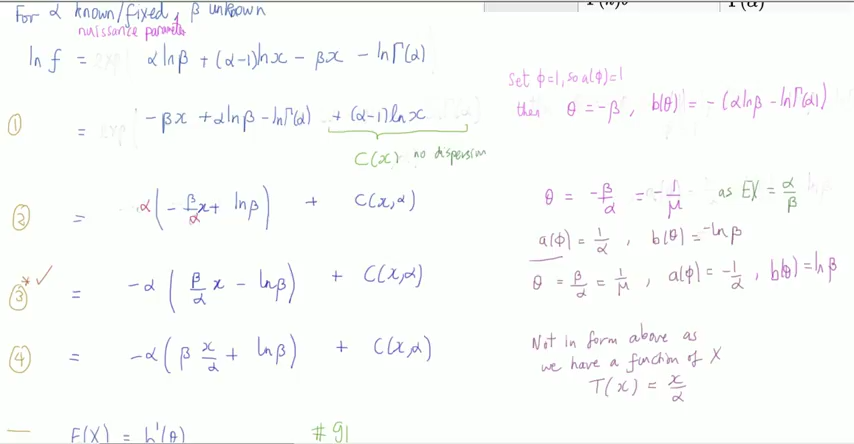 For α known/fixed, β unknown
nuissance parameter
ln f = α ln β + (α-1) ln x - βx - ln Γ(α)
① = -βx + α ln β - ln Γ(α) + (α-1) ln x
C(x) no dispersion
② = α(-β/α x + ln β) + C(x,α)
③* ✓ = -α(β/α x - ln β) + C(x,α)
④ = -α(β x/α + ln β) + C(x,α)
E(X) = b'(θ) #91
Set φ=1, so a(φ)=1
then θ = -β, b(θ) = -(α ln β - ln Γ(α))
θ = -β/α = -1/μ as EX = α/β
a(φ) = 1/α, b(θ) = -ln β
θ = β/α = 1/μ, a(φ) = -1/α, b(θ) = ln β
Not in form above as
we have a function of X
T(x) = x/α